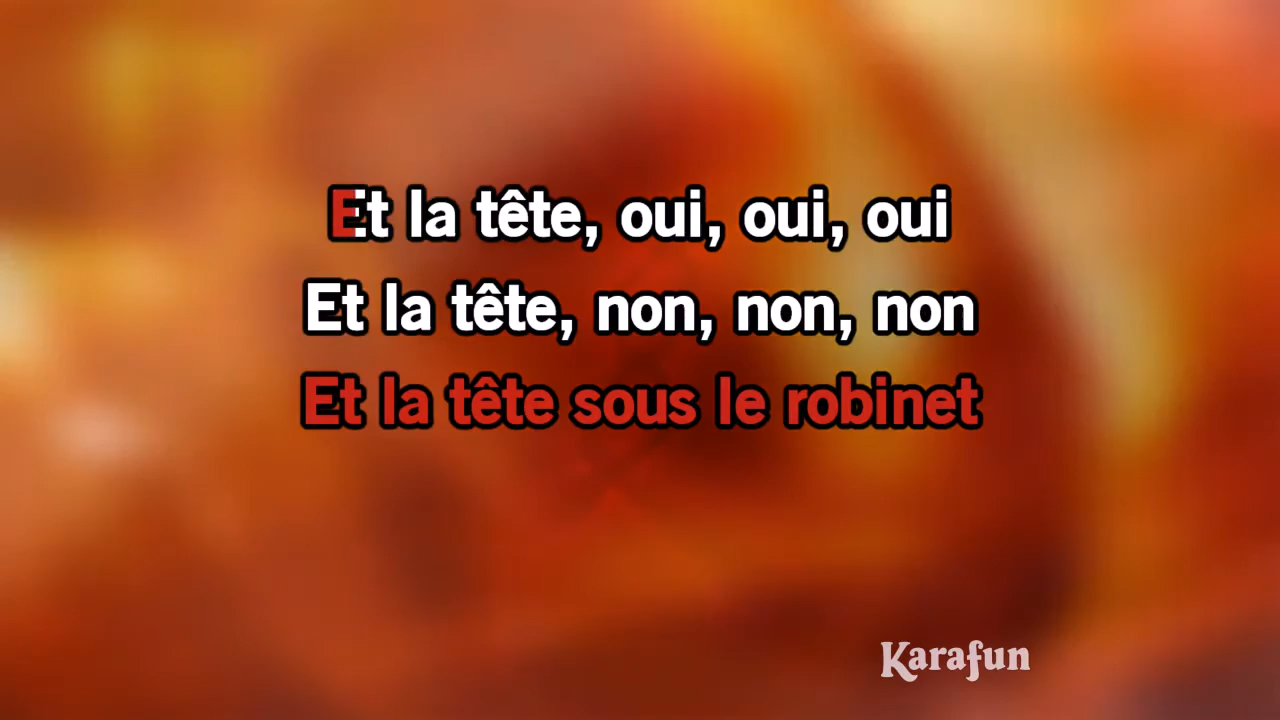 Et la tête, oui, oui, oui
Et la tête, non, non, non
Et la tête sous le robinet
Karafun